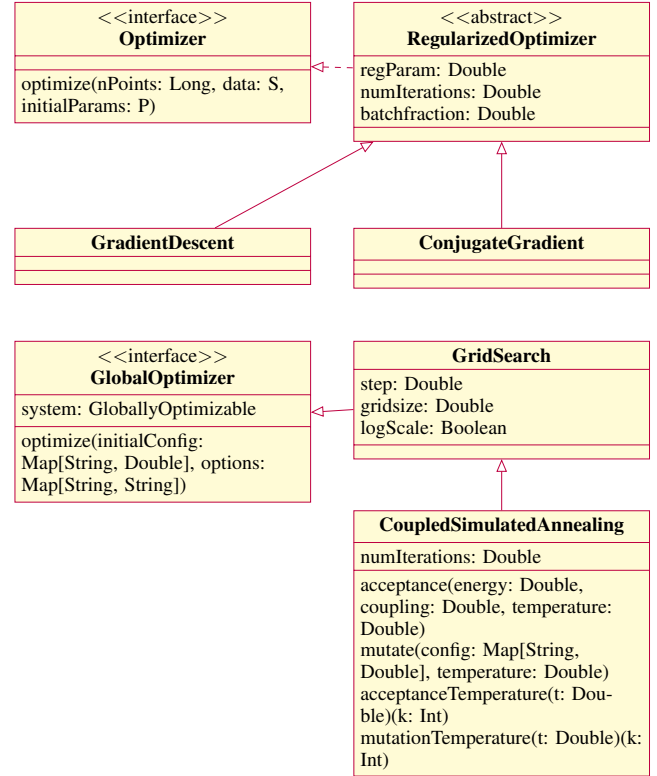 <<interface>>
Optimizer
optimize(nPoints: Long, data: S,
initialParams: P)
<<abstract>>
RegularizedOptimizer
regParam: Double
numIterations: Double
batchfraction: Double
GradientDescent
ConjugateGradient
<<interface>>
GlobalOptimizer
system: GloballyOptimizable
optimize(initialConfig:
Map[String, Double], options:
Map[String, String])
GridSearch
step: Double
gridsize: Double
logScale: Boolean
CoupledSimulatedAnnealing
numIterations: Double
acceptance(energy: Double,
coupling: Double, temperature:
Double)
mutate(config: Map[String,
Double], temperature: Double)
acceptanceTemperature(t: Dou-
ble)(k: Int)
mutationTemperature(t: Double)(k:
Int)